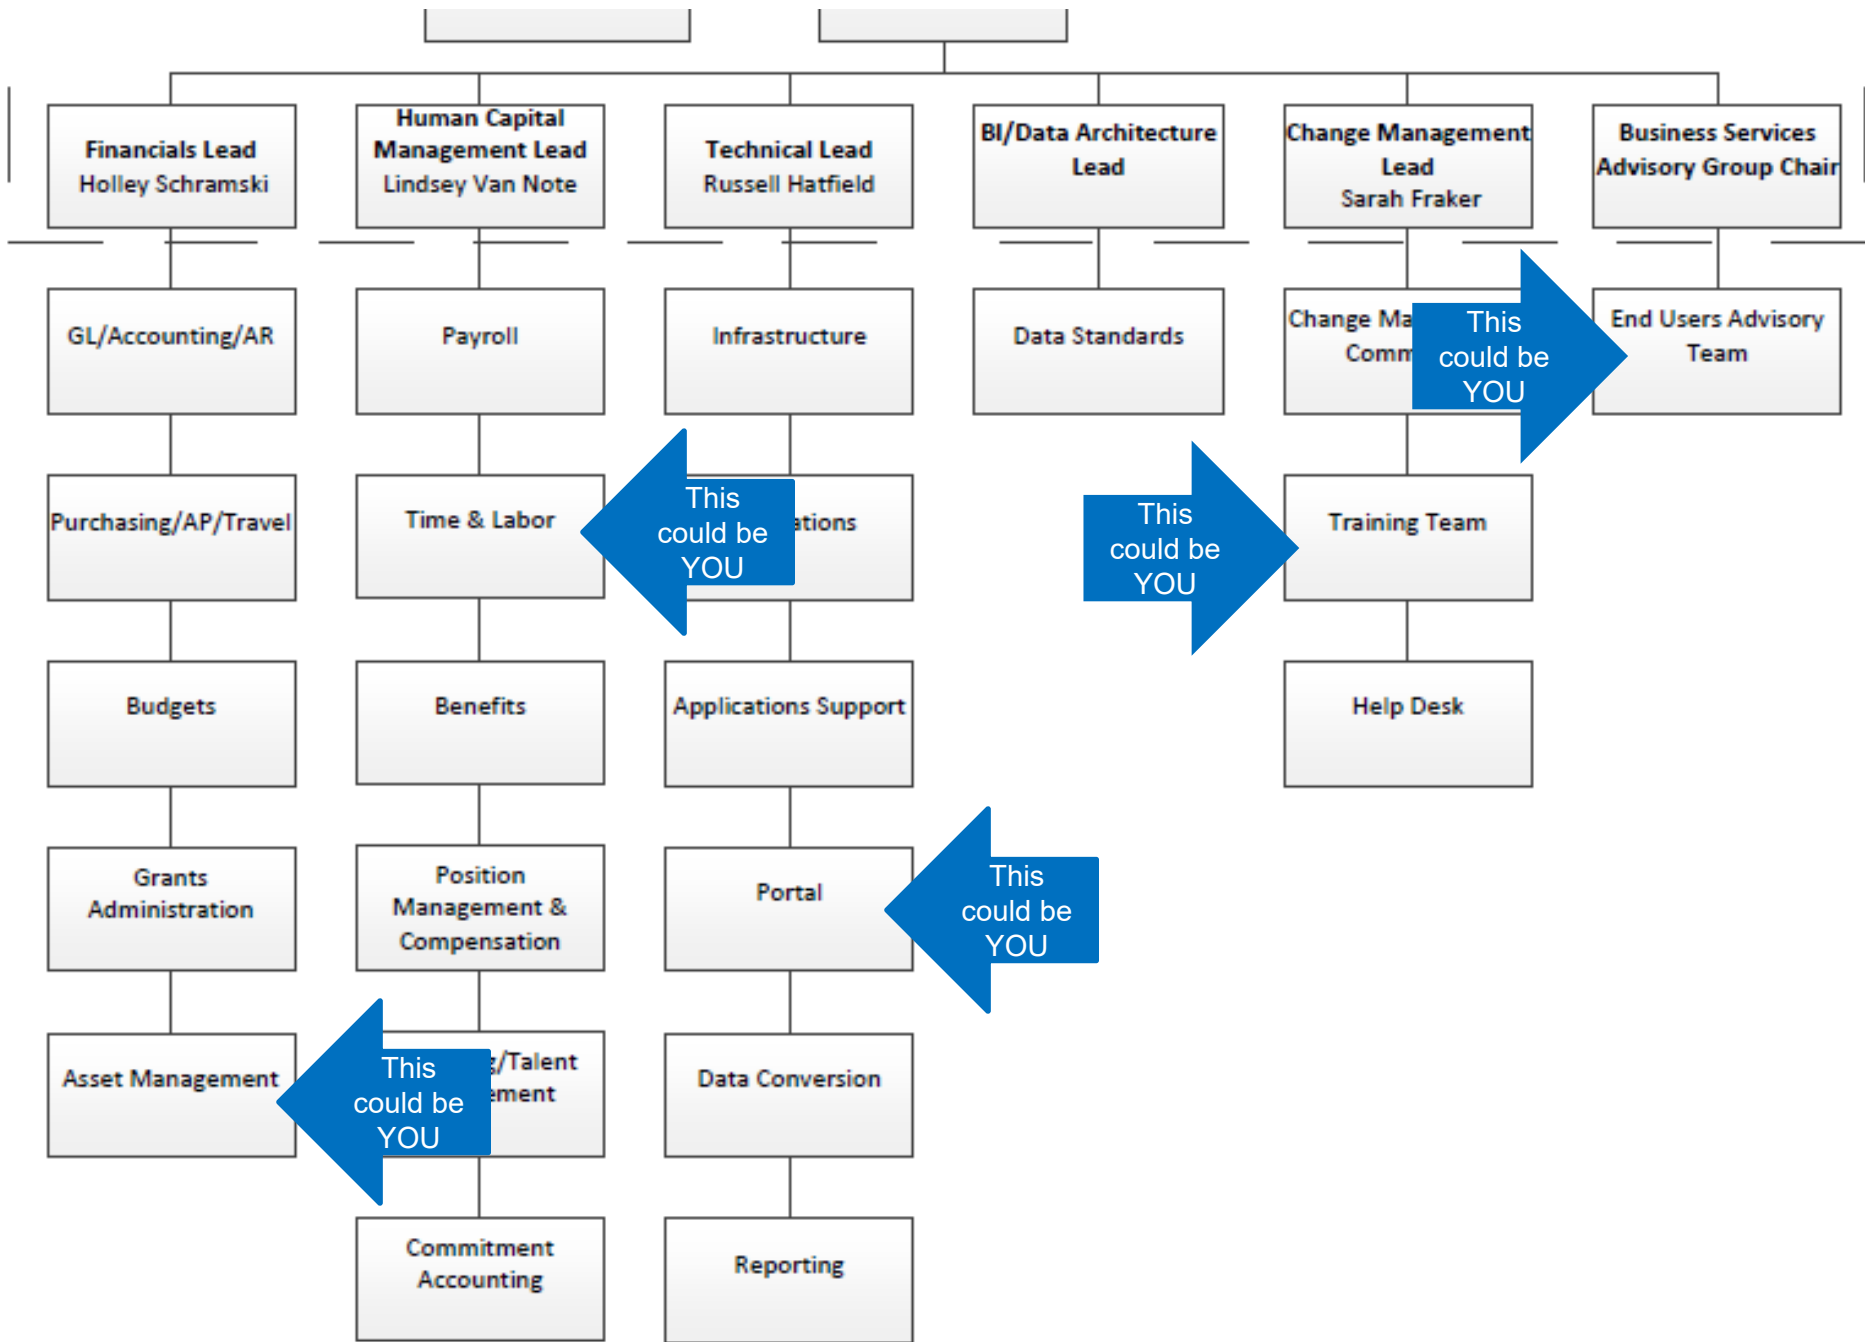 Financials Lead
Holley Schramski
Human Capital
Management Lead
Lindsey Van Note
Technical Lead
Russell Hatfield
BI/Data Architecture
Lead
Change Management
Lead
Sarah Fraker
Business Services
Advisory Group Chair
GL/Accounting/AR
Payroll
Infrastructure
Data Standards
Change
This
could be
YOU
End Users Advisory
Team
Purchasing/AP/Travel
Time & Labor
This
could be
YOU
This
could be
YOU
Training Team
Budgets
Benefits
Applications Support
Help Desk
Grants
Administration
Position
Management &
Compensation
Portal
This
could be
YOU
Asset Management
This
could be
YOU
/Talent
Data Conversion
Commitment
Accounting
Reporting